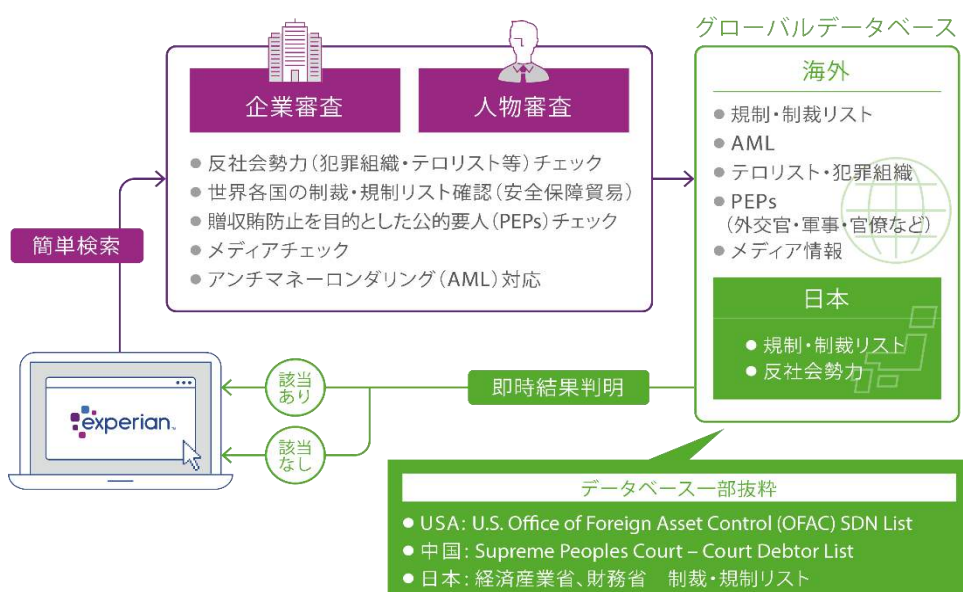 グローバルデータベース
企業審査
人物審査
● 反社会勢力（犯罪組織・テロリスト等）チェック
● 世界各国の制裁・規制リスト確認（安全保障貿易）
● 贈収賄防止を目的とした公的要人（PEPs）チェック
● メディアチェック
● アンチマネーロンダリング（AML）対応
海外
● 規制・制裁リスト
● AML
● テロリスト・犯罪組織
● PEPs
（外交官・軍事・官僚など）
● メディア情報
日本
● 規制・制裁リスト
● 反社会勢力
簡単検索
即時結果判明
該当
あり
該当
なし
experian™
データベース一部抜粋
● USA: U.S. Office of Foreign Asset Control (OFAC) SDN List
● 中国: Supreme Peoples Court – Court Debtor List
● 日本: 経済産業省、財務省　制裁・規制リスト